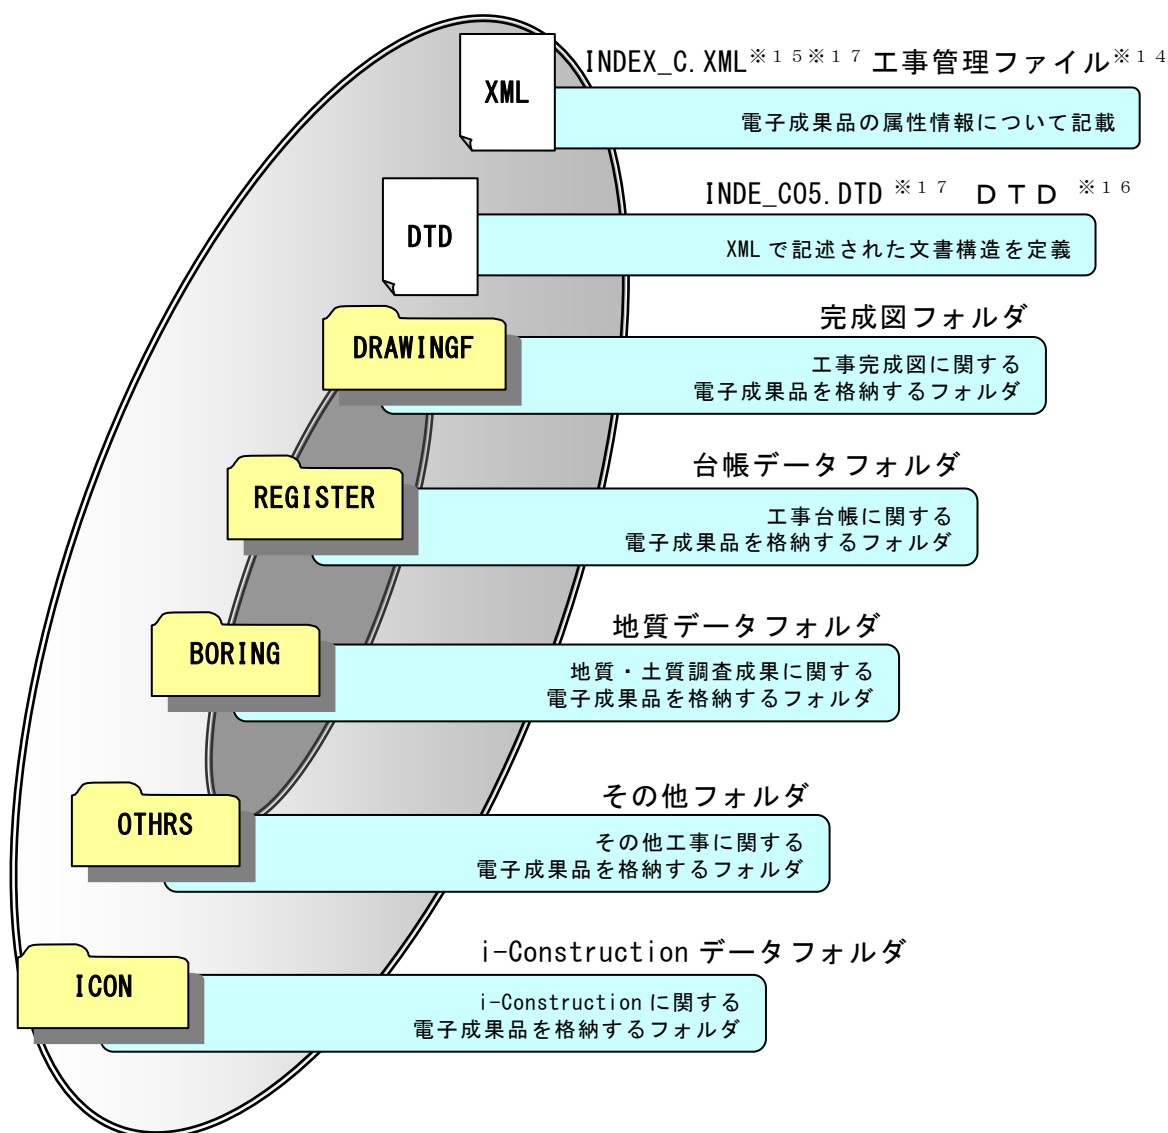 INDEX_C.XML※１５※１７ 工事管理ファイル※１４
XML
電子成果品の属性情報について記載
INDE_C05.DTD ※１７ ＤＴＤ ※１６
DTD
XML で記述された文書構造を定義
完成図フォルダ
DRAWINGF
工事完成図に関する
電子成果品を格納するフォルダ
台帳データフォルダ
REGISTER
工事台帳に関する
電子成果品を格納するフォルダ
地質データフォルダ
BORING
地質・土質調査成果に関する
電子成果品を格納するフォルダ
その他フォルダ
OTHRS
その他工事に関する
電子成果品を格納するフォルダ
i-Construction データフォルダ
ICON
i-Construction に関する
電子成果品を格納するフォルダ